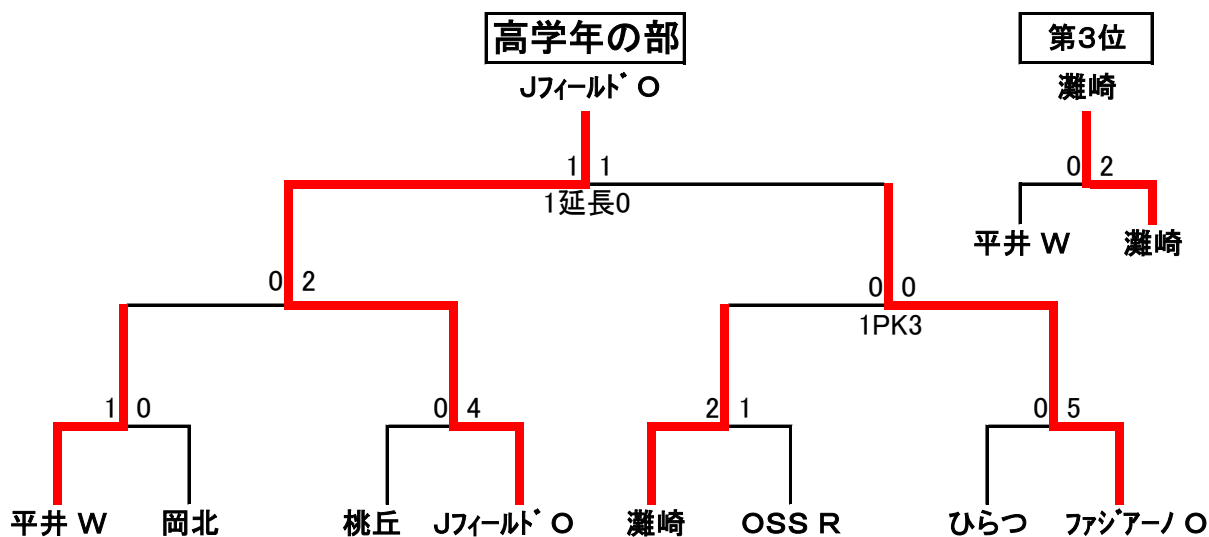 高学年の部
第3位
Jフィールド゙ O
灘崎
1 1
1延長0
0 2
平井 W 灘崎
0 2
0 0
1PK3
1 0
0 4
2 1
0 5
平井 W 岡北 桃丘 Jフィールド゙ O 灘崎 OSS R ひらつ ファジアーノ O